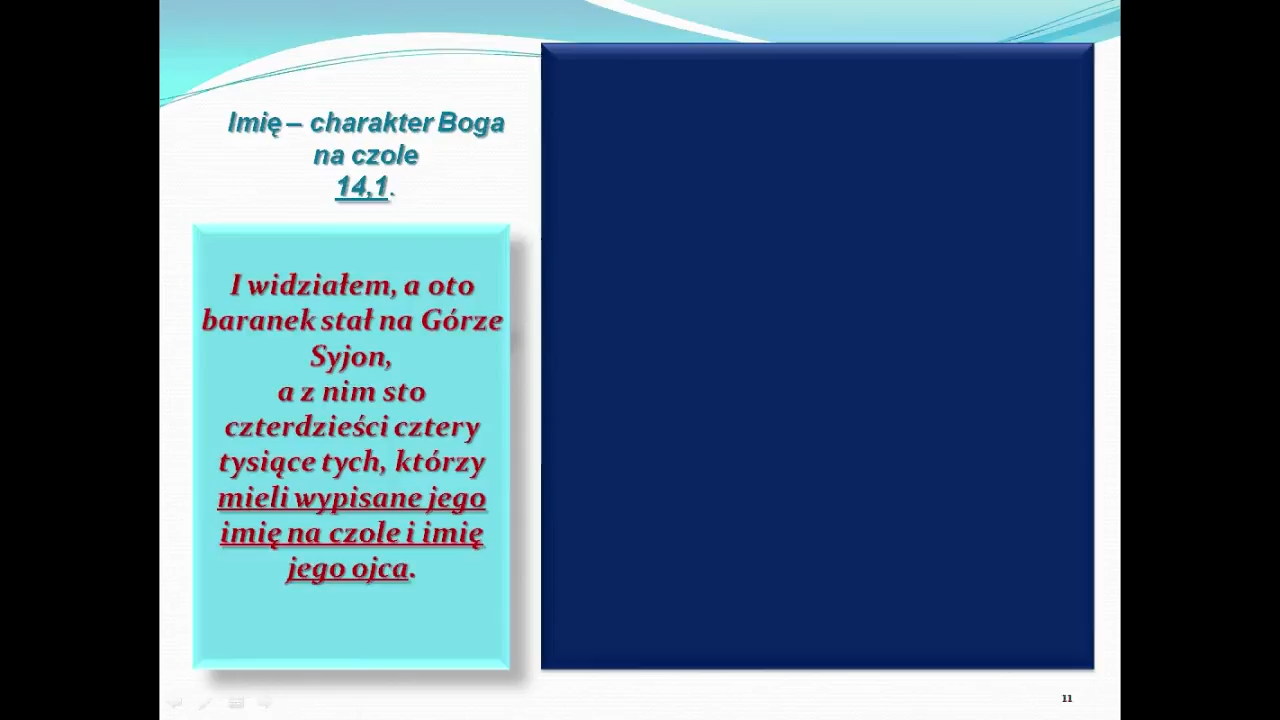 Imię – charakter Boga
na czole
14,1.
I widziałem, a oto
baranek stał na Górze
Syjon,
a z nim sto
czterdzieści cztery
tysiące tych, którzy
mieli wypisane jego
imię na czole i imię
jego ojca.
11